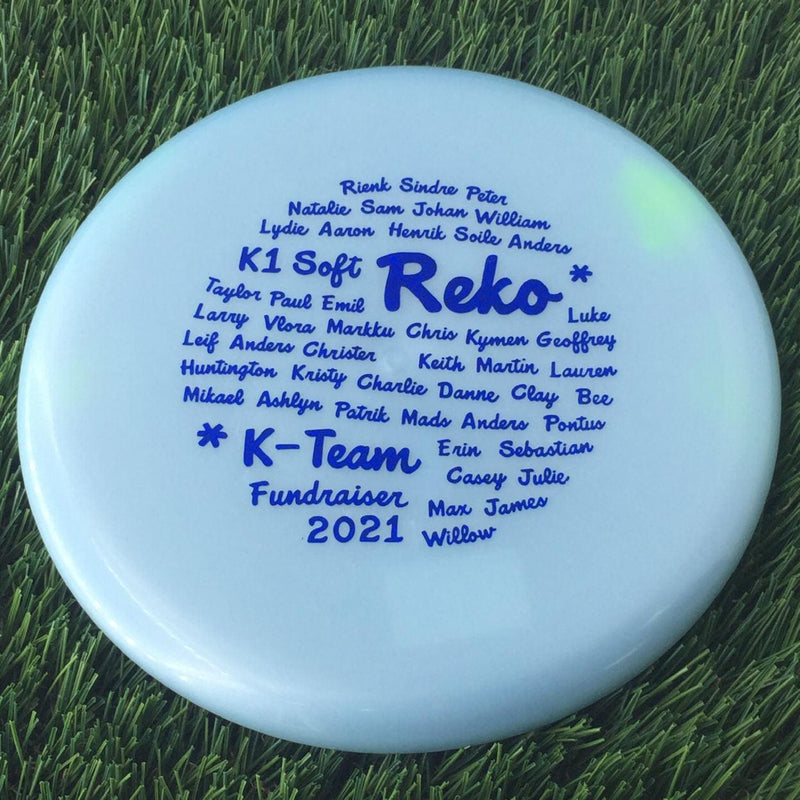 Rienk Sindre Peter
Natalie Sam Johan William
Lydie Aaron Henrik Soile Anders
K1 Soft Reko *
Taylor Paul Emil Luke
Larry Vlora Markku Chris Kymen Geoffrey
Leif Anders Christer Keith Martin Lauren
Huntington Kristy Charlie Danne Clay Bee
Mikael Ashlyn Patrik Mads Anders Pontus
* K-Team Erin Sebastian
Casey Julie
Fundraiser Max James
2021 Willow